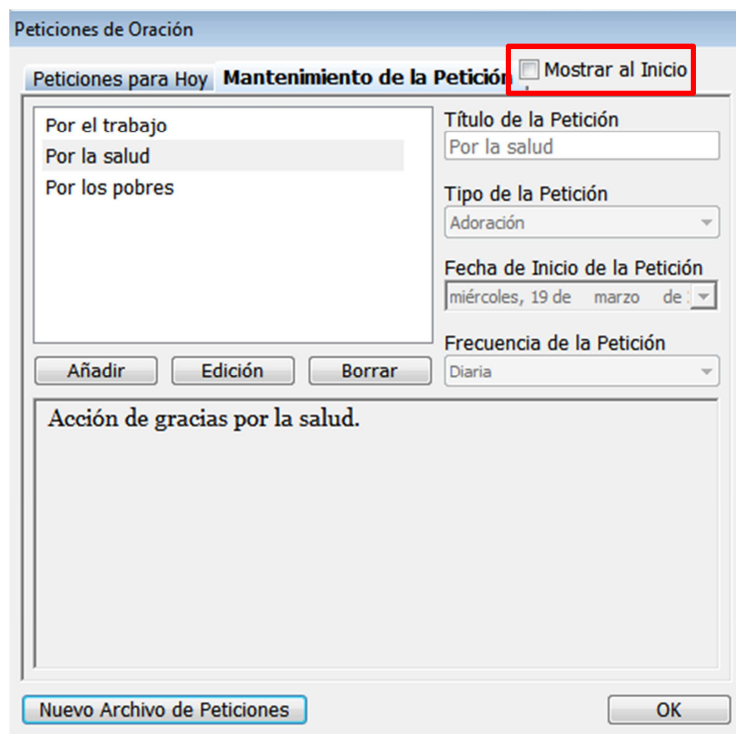 Peticiones de Oración
Peticiones para Hoy
Mantenimiento de la Petición
Mostrar al Inicio
Por el trabajo
Por la salud
Por los pobres
Título de la Petición
Por la salud
Tipo de la Petición
Adoración
Fecha de Inicio de la Petición
miércoles, 19 de marzo de
Frecuencia de la Petición
Diaria
Añadir
Edición
Borrar
Acción de gracias por la salud.
Nuevo Archivo de Peticiones
OK